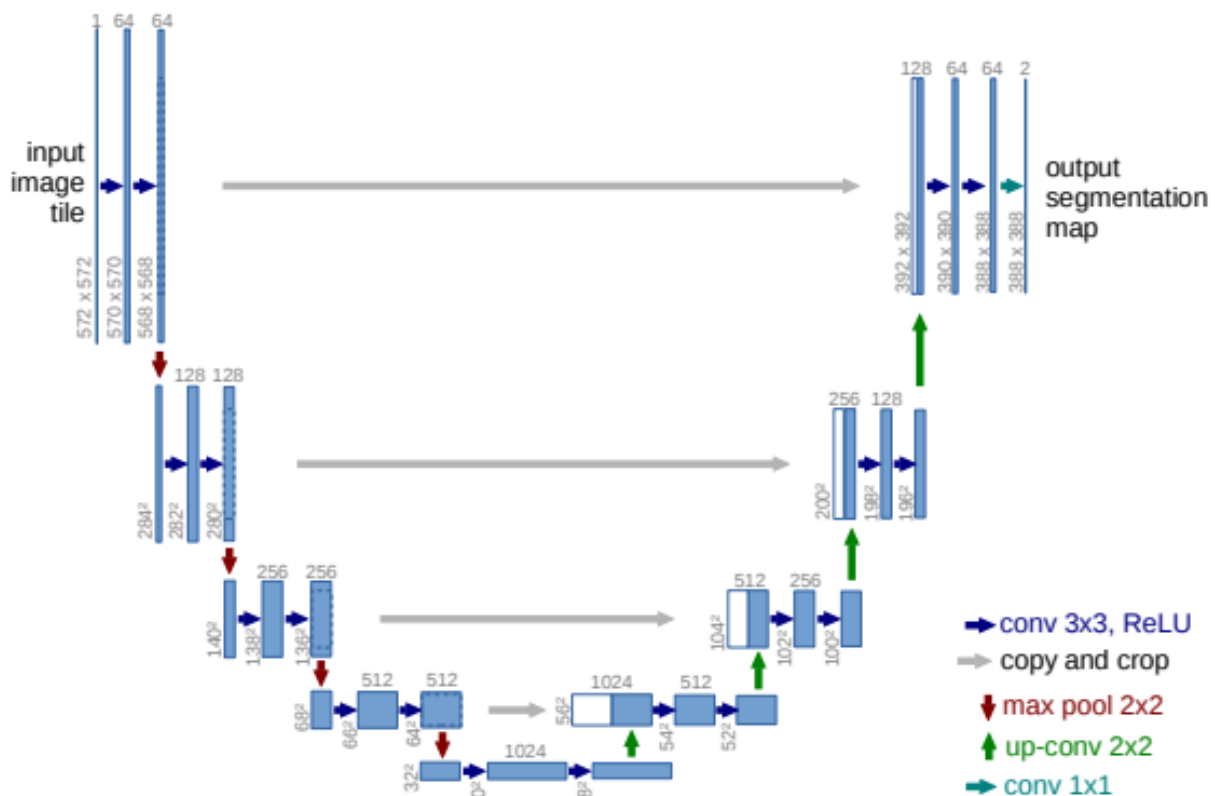 1 64 64
128 64 64 2
input
image
tile
output
segmentation
map
572 x 572
570 x 570
568 x 568
392 x 392
390 x 390
388 x 388
388 x 388
128 128
256 128
284²
282²
280²
200²
198²
196²
256 256
512 256
140²
138²
136²
104²
102²
100²
conv 3x3, ReLU
copy and crop
max pool 2x2
up-conv 2x2
conv 1x1
512 512
1024 512
68²
66²
64²
56²
54²
52²
1024
32²